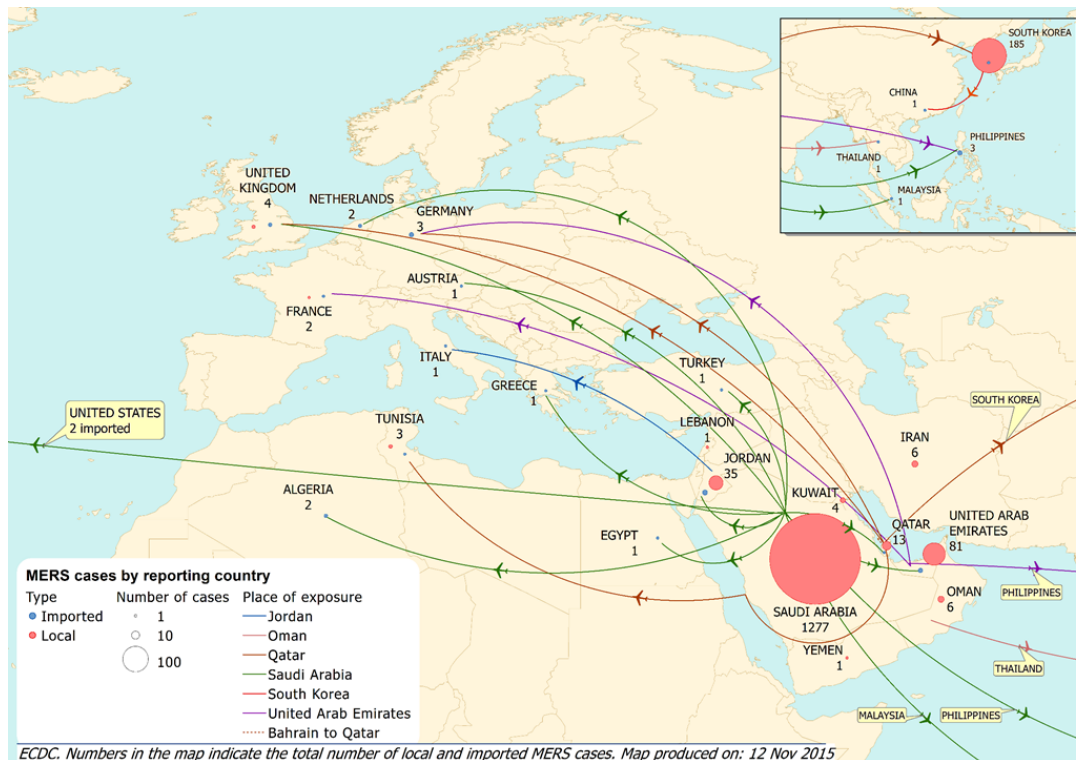 SOUTH KOREA
185
CHINA
1
PHILIPPINES
3
THAILAND
1
MALAYSIA
1
UNITED
KINGDOM
4
NETHERLANDS
2
GERMANY
3
AUSTRIA
1
FRANCE
2
ITALY
1
GREECE
1
TURKEY
1
UNITED STATES
2 imported
TUNISIA
3
LEBANON
1
SOUTH KOREA
IRAN
6
JORDAN
35
ALGERIA
2
KUWAIT
4
EGYPT
1
QATAR
13
UNITED ARAB
EMIRATES
81
PHILIPPINES
SAUDI ARABIA
1277
OMAN
6
YEMEN
1
THAILAND
MALAYSIA
PHILIPPINES
MERS cases by reporting country
Type
Imported
Local
Number of cases
1
10
100
Place of exposure
Jordan
Oman
Qatar
Saudi Arabia
South Korea
United Arab Emirates
Bahrain to Qatar
ECDC. Numbers in the map indicate the total number of local and imported MERS cases. Map produced on: 12 Nov 2015